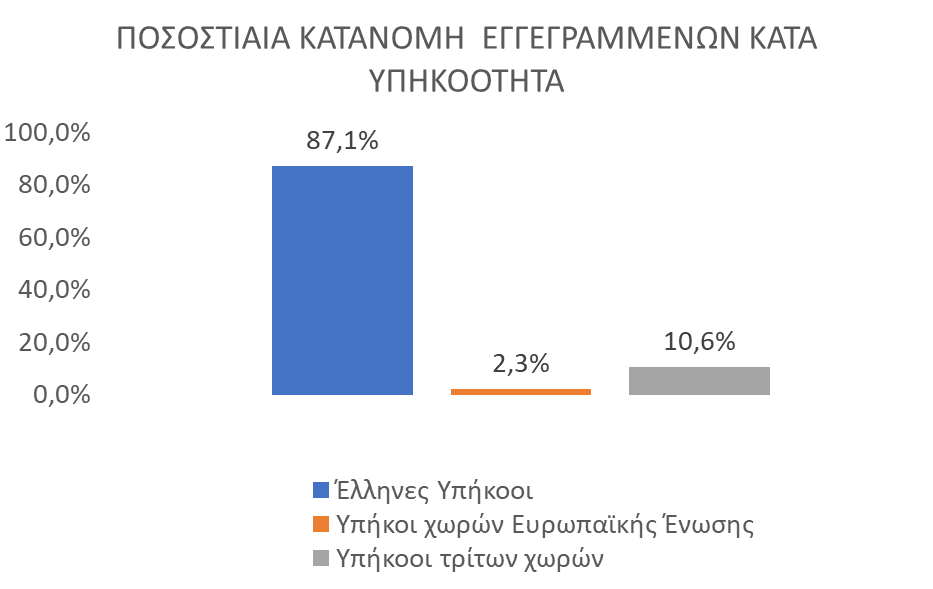 ΠΟΣΟΣΤΙΑΙΑ ΚΑΤΑΝΟΜΗ ΕΓΓΕΓΡΑΜΜΕΝΩΝ ΚΑΤΑ
ΥΠΗΚΟΟΤΗΤΑ
100,0%
80,0%
60,0%
40,0%
20,0%
0,0%
87,1%
2,3%
10,6%
Έλληνες Υπήκοοι
Υπήκοι χωρών Ευρωπαϊκής Ένωσης
Υπήκοοι τρίτων χωρών